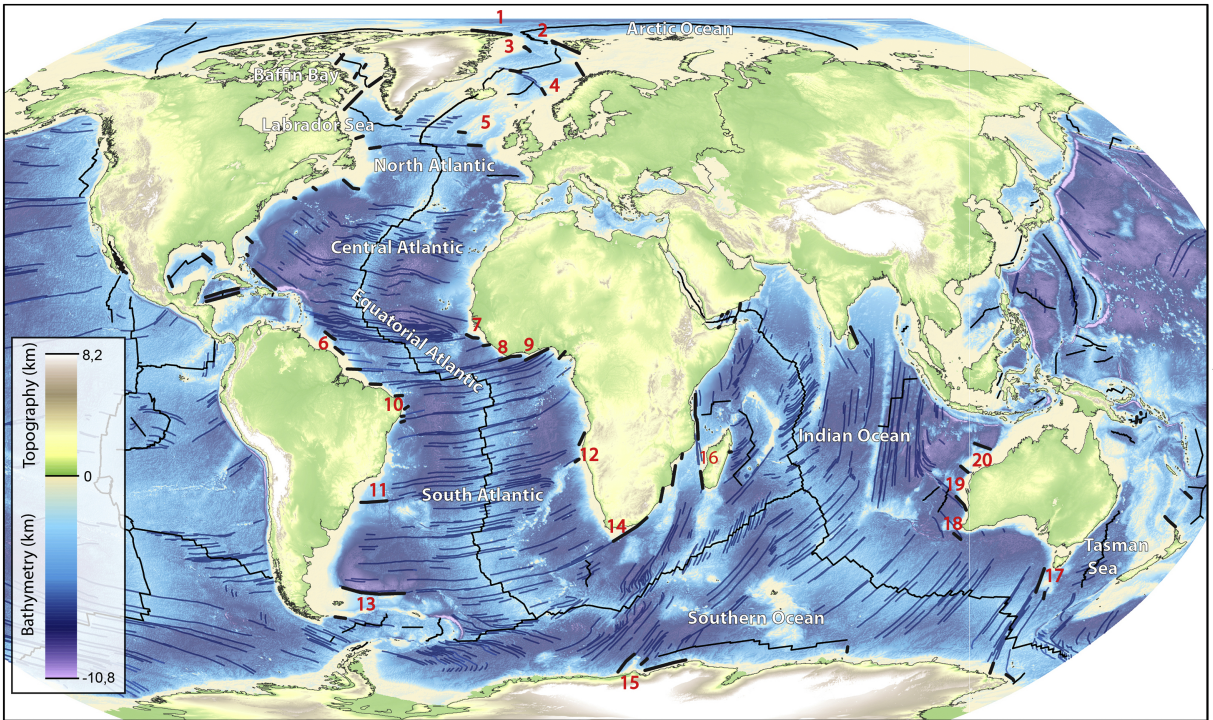 1
2
Arctic Ocean
3
Baffin Bay
4
Labrador Sea
5
North Atlantic
Central Atlantic
Equatorial Atlantic
6
7
8
9
10
Indian Ocean
12
16
20
11
South Atlantic
19
18
14
Tasman
Sea
17
13
Southern Ocean
15
Topography (km)
8,2
0
Bathymetry (km)
-10,8